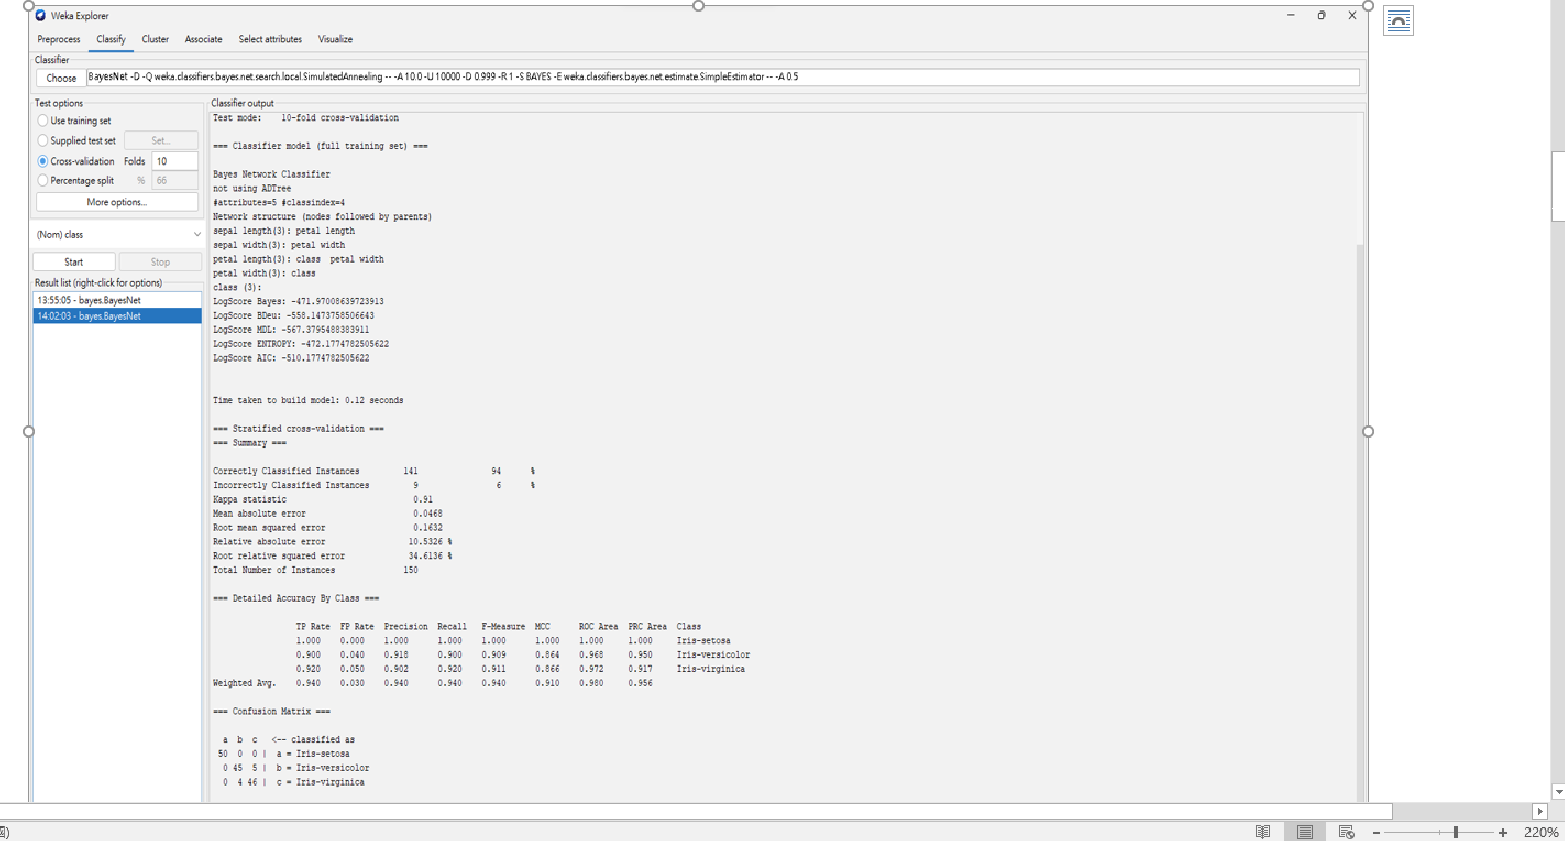 Weka Explorer
Preprocess Classify Cluster Associate Select attributes Visualize
Classifier
Choose BayesNet -D -Q weka.classifiers.bayes.net.search.local.SimulatedAnnealing -- -A 10.0 -U 10000 -D 0.999 -R 1 -S BAYES -E weka.classifiers.bayes.net.estimate.SimpleEstimator -- -A 0.5
Test options
Use training set
Supplied test set Set...
Cross-validation Folds 10
Percentage split % 66
More options...
(Nom) class
Start Stop
Result list (right-click for options)
13:55:05 - bayes.BayesNet
14:02:03 - bayes.BayesNet
Classifier output
Test mode: 10-fold cross-validation
=== Classifier model (full training set) ===
Bayes Network Classifier
not using ADTree
#attributes=5 #classindex=4
Network structure (nodes followed by parents)
sepal length(3): petal length
sepal width(3): petal width
petal length(3): class petal width
petal width(3): class
class (3):
LogScore Bayes: -471.97008639723913
LogScore BDeu: -558.1473758506643
LogScore MDL: -567.3795488383911
LogScore ENTROPY: -472.1774782505622
LogScore AIC: -510.1774782505622
Time taken to build model: 0.12 seconds
=== Stratified cross-validation ===
=== Summary ===
Correctly Classified Instances 141 94 %
Incorrectly Classified Instances 9 6 %
Kappa statistic 0.91
Mean absolute error 0.0468
Root mean squared error 0.1632
Relative absolute error 10.5326 %
Root relative squared error 34.6136 %
Total Number of Instances 150
=== Detailed Accuracy By Class ===
TP Rate FP Rate Precision Recall F-Measure MCC ROC Area PRC Area Class
1.000 0.000 1.000 1.000 1.000 1.000 1.000 1.000 Iris-setosa
0.900 0.040 0.918 0.900 0.909 0.864 0.968 0.950 Iris-versicolor
0.920 0.050 0.902 0.920 0.911 0.866 0.972 0.917 Iris-virginica
Weighted Avg. 0.940 0.030 0.940 0.940 0.940 0.910 0.980 0.956
=== Confusion Matrix ===
a b c <-- classified as
50 0 0 | a = Iris-setosa
0 45 5 | b = Iris-versicolor
0 4 46 | c = Iris-virginica
220%